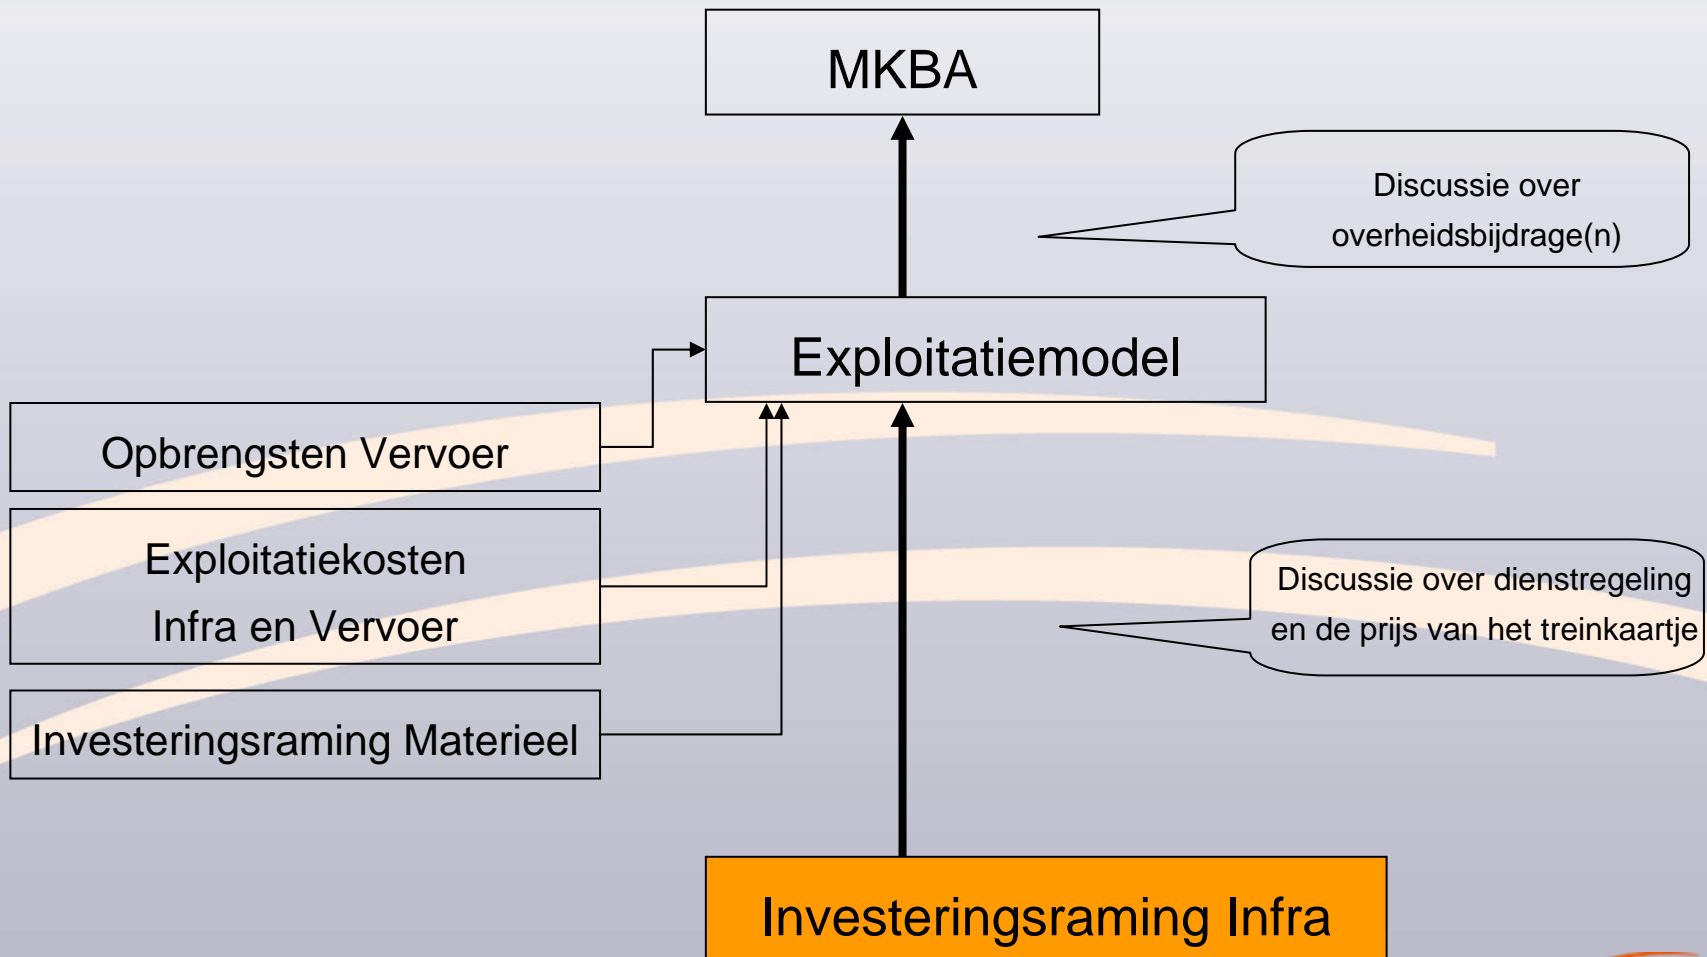 MKBA
Discussie over
overheidsbijdrage(n)
Exploitatiemodel
Opbrengsten Vervoer
Exploitatiekosten
Infra en Vervoer
Discussie over dienstregeling
en de prijs van het treinkaartje
Investeringsraming Materieel
Investeringsraming Infra